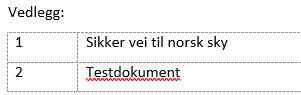 Vedlegg:
1 Sikker vei til norsk sky
2 Testdokument